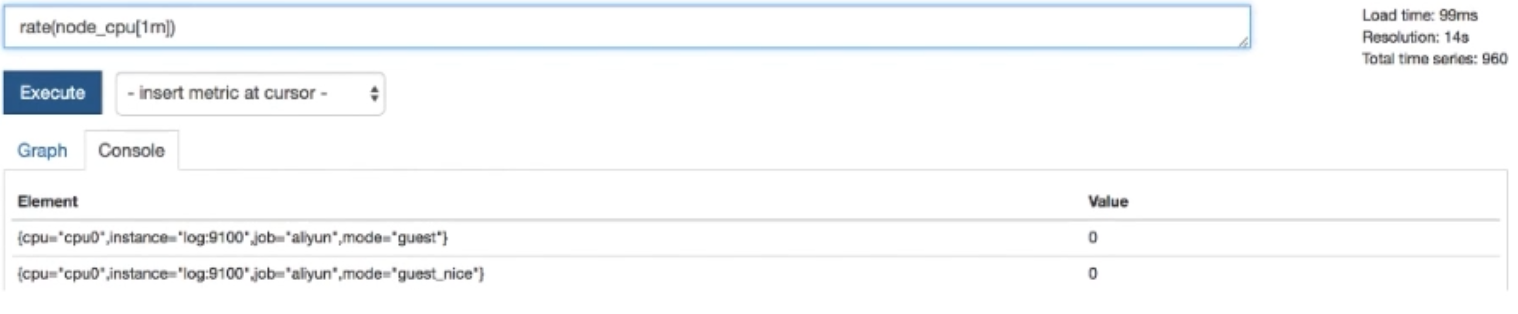 rate(node_cpu[1m])
Load time: 99ms
Resolution: 14s
Total time series: 960
Execute
- insert metric at cursor -
Graph
Console
Element Value
{cpu="cpu0",instance="log:9100",job="aliyun",mode="guest"} 0
{cpu="cpu0",instance="log:9100",job="aliyun",mode="guest_nice"} 0